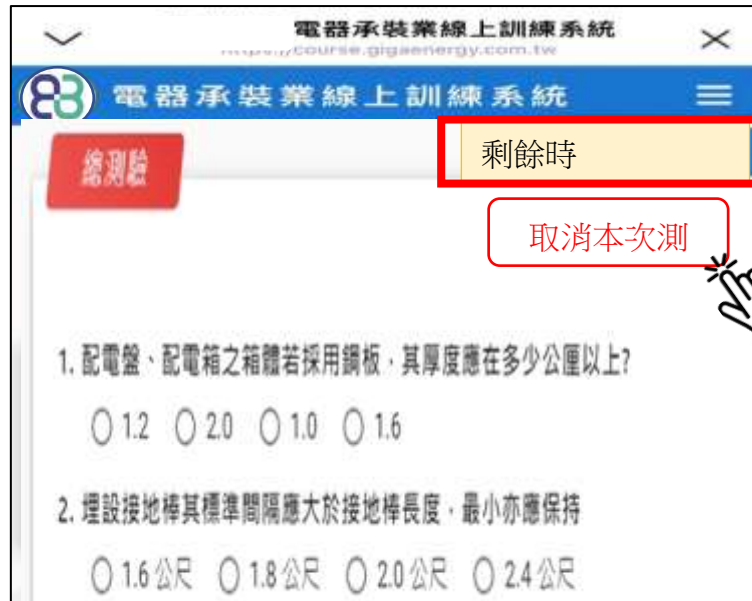 電器承裝業線上訓練系統
course.gigaenergy.com.tw
電器承裝業線上訓練系統
總測驗
剩餘時
取消本次測
1. 配電盤、配電箱之箱體若採用鋼板，其厚度應在多少公厘以上?
1.2 2.0 1.0 1.6
2. 埋設接地棒其標準間隔應大於接地棒長度，最小亦應保持
1.6 公尺 1.8 公尺 2.0 公尺 2.4 公尺